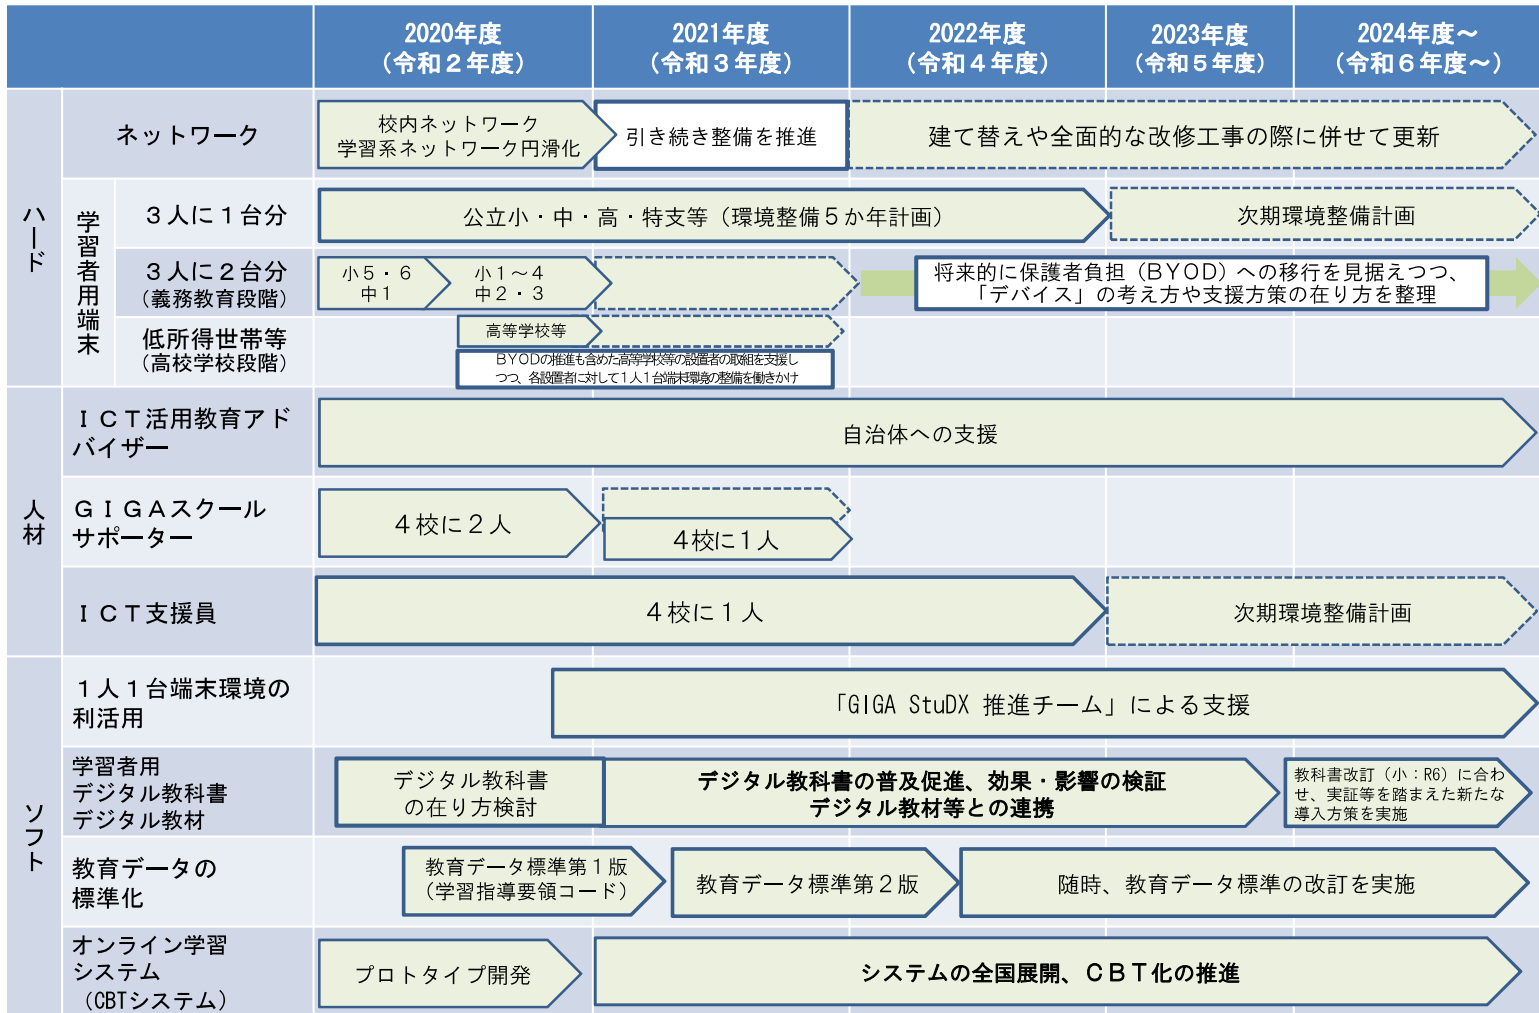 2020年度
（令和２年度）
2021年度
（令和３年度）
2022年度
（令和４年度）
2023年度
（令和５年度）
2024年度～
（令和６年度～）
ハード
ネットワーク
校内ネットワーク
学習系ネットワーク円滑化
引き続き整備を推進
建て替えや全面的な改修工事の際に併せて更新
学習者用端末
３人に１台分
公立小・中・高・特支等（環境整備５か年計画）
次期環境整備計画
３人に２台分
（義務教育段階）
小５・６
中１
小１～４
中２・３
将来的に保護者負担（ＢＹＯＤ）への移行を見据えつつ、
「デバイス」の考え方や支援方策の在り方を整理
低所得世帯等
（高校学校段階）
高等学校等
ＢＹＯＤの推進も含めた高等学校等の設置者の取組を支援し
つつ、各設置者に対して１人１台端末環境の整備を働きかけ
人材
ＩＣＴ活用教育アド
バイザー
自治体への支援
ＧＩＧＡスクール
サポーター
４校に２人
４校に１人
ＩＣＴ支援員
４校に１人
次期環境整備計画
ソフト
１人１台端末環境の
利活用
「GIGA StuDX 推進チーム」による支援
学習者用
デジタル教科書
デジタル教材
デジタル教科書
の在り方検討
デジタル教科書の普及促進、効果・影響の検証
デジタル教材等との連携
教科書改訂（小：R6）に合わ
せ、実証等を踏まえた新たな
導入方策を実施
教育データの
標準化
教育データ標準第１版
（学習指導要領コード）
教育データ標準第２版
随時、教育データ標準の改訂を実施
オンライン学習
システム
（CBTシステム）
プロトタイプ開発
システムの全国展開、ＣＢＴ化の推進